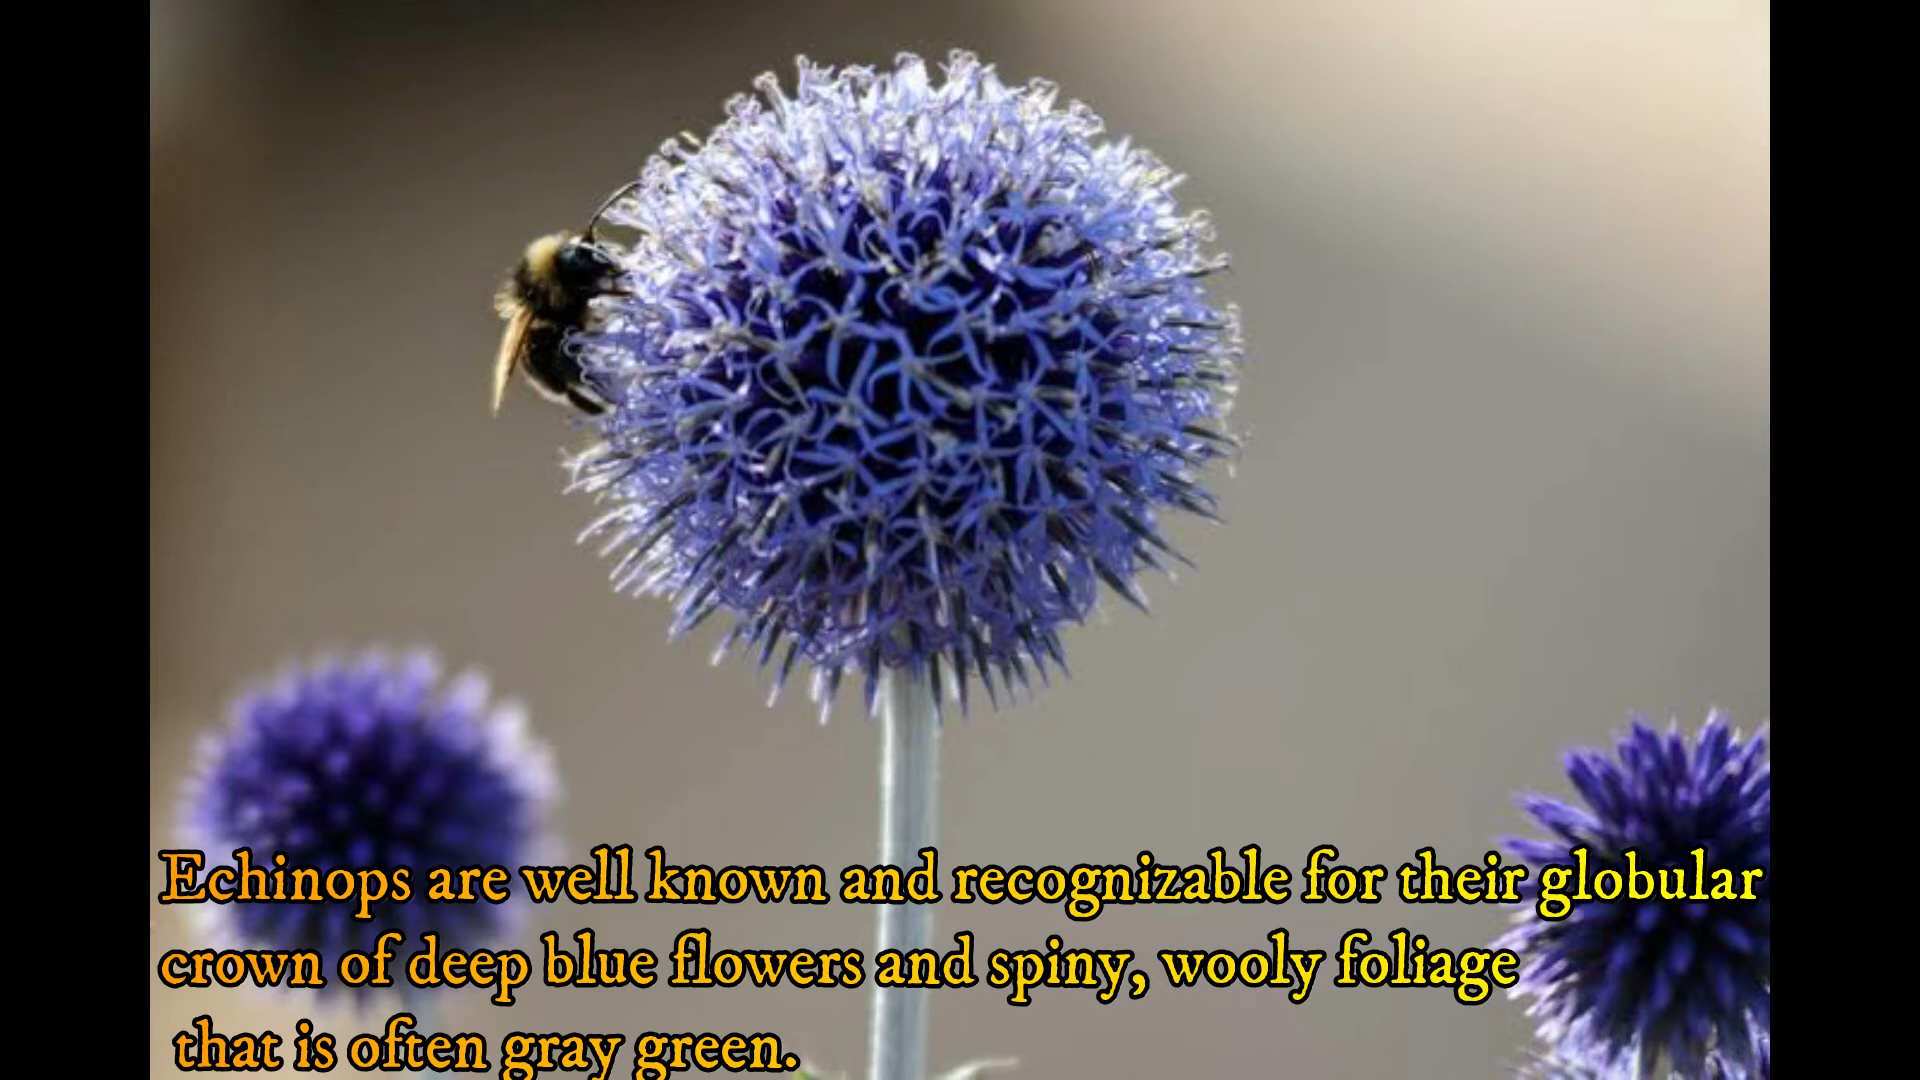 Echinops are well known and recognizable for their globular
crown of deep blue flowers and spiny, wooly foliage
that is often gray green.